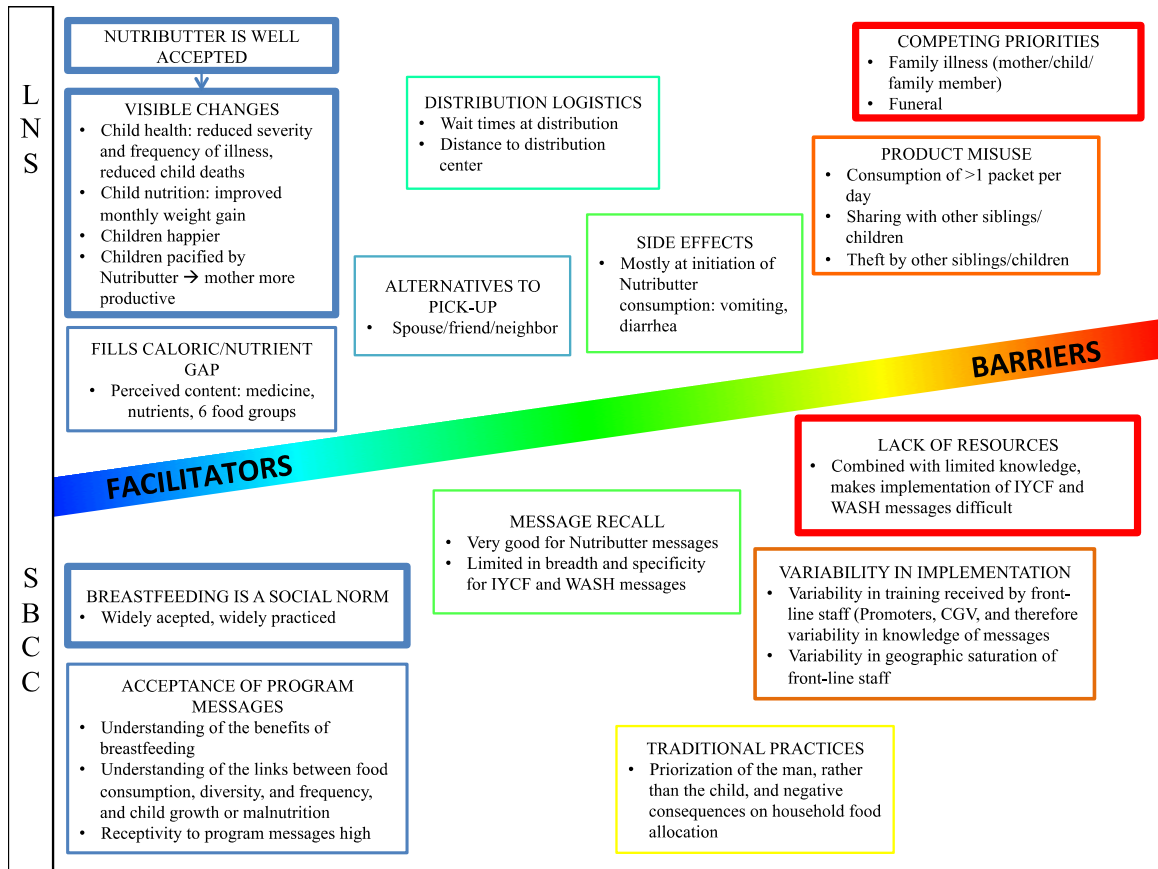 L
N
S
NUTRIBUTTER IS WELL
ACCEPTED
VISIBLE CHANGES
• Child health: reduced severity
and frequency of illness,
reduced child deaths
• Child nutrition: improved
monthly weight gain
• Children happier
• Children pacified by
Nutributter → mother more
productive
FILLS CALORIC/NUTRIENT
GAP
• Perceived content: medicine,
nutrients, 6 food groups
DISTRIBUTION LOGISTICS
• Wait times at distribution
• Distance to distribution
center
ALTERNATIVES TO
PICK-UP
• Spouse/friend/neighbor
SIDE EFFECTS
• Mostly at initiation of
Nutributter
consumption: vomiting,
diarrhea
COMPETING PRIORITIES
• Family illness (mother/child/
family member)
• Funeral
PRODUCT MISUSE
• Consumption of >1 packet per
day
• Sharing with other siblings/
children
• Theft by other siblings/children
FACILITATORS
BARRIERS
S
B
C
C
BREASTFEEDING IS A SOCIAL NORM
• Widely acepted, widely practiced
ACCEPTANCE OF PROGRAM
MESSAGES
• Understanding of the benefits of
breastfeeding
• Understanding of the links between food
consumption, diversity, and frequency,
and child growth or malnutrition
• Receptivity to program messages high
MESSAGE RECALL
• Very good for Nutributter messages
• Limited in breadth and specificity
for IYCF and WASH messages
LACK OF RESOURCES
• Combined with limited knowledge,
makes implementation of IYCF and
WASH messages difficult
VARIABILITY IN IMPLEMENTATION
• Variability in training received by front-
line staff (Promoters, CGV, and therefore
variability in knowledge of messages
• Variability in geographic saturation of
front-line staff
TRADITIONAL PRACTICES
• Priorization of the man, rather
than the child, and negative
consequences on household food
allocation